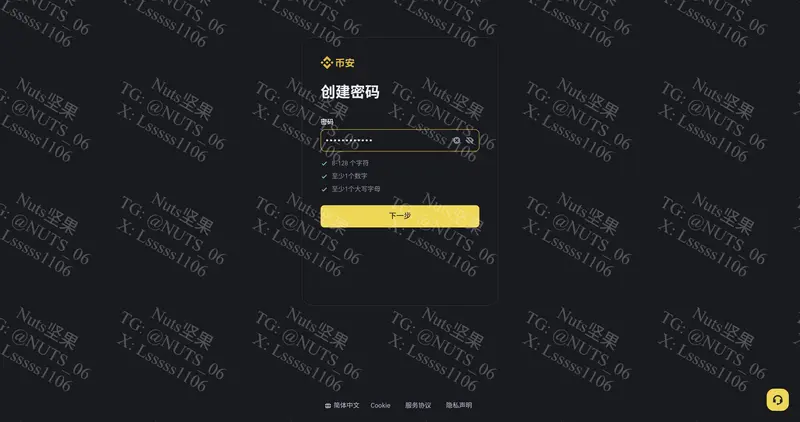 币安
创建密码
密码
••••••••••••
8-128 个字符
至少1个数字
至少1个大写字母
下一步
简体中文 Cookie 服务协议 隐私声明
Nuts坚果
TG: @NUTS_06
X: Lsssss1106